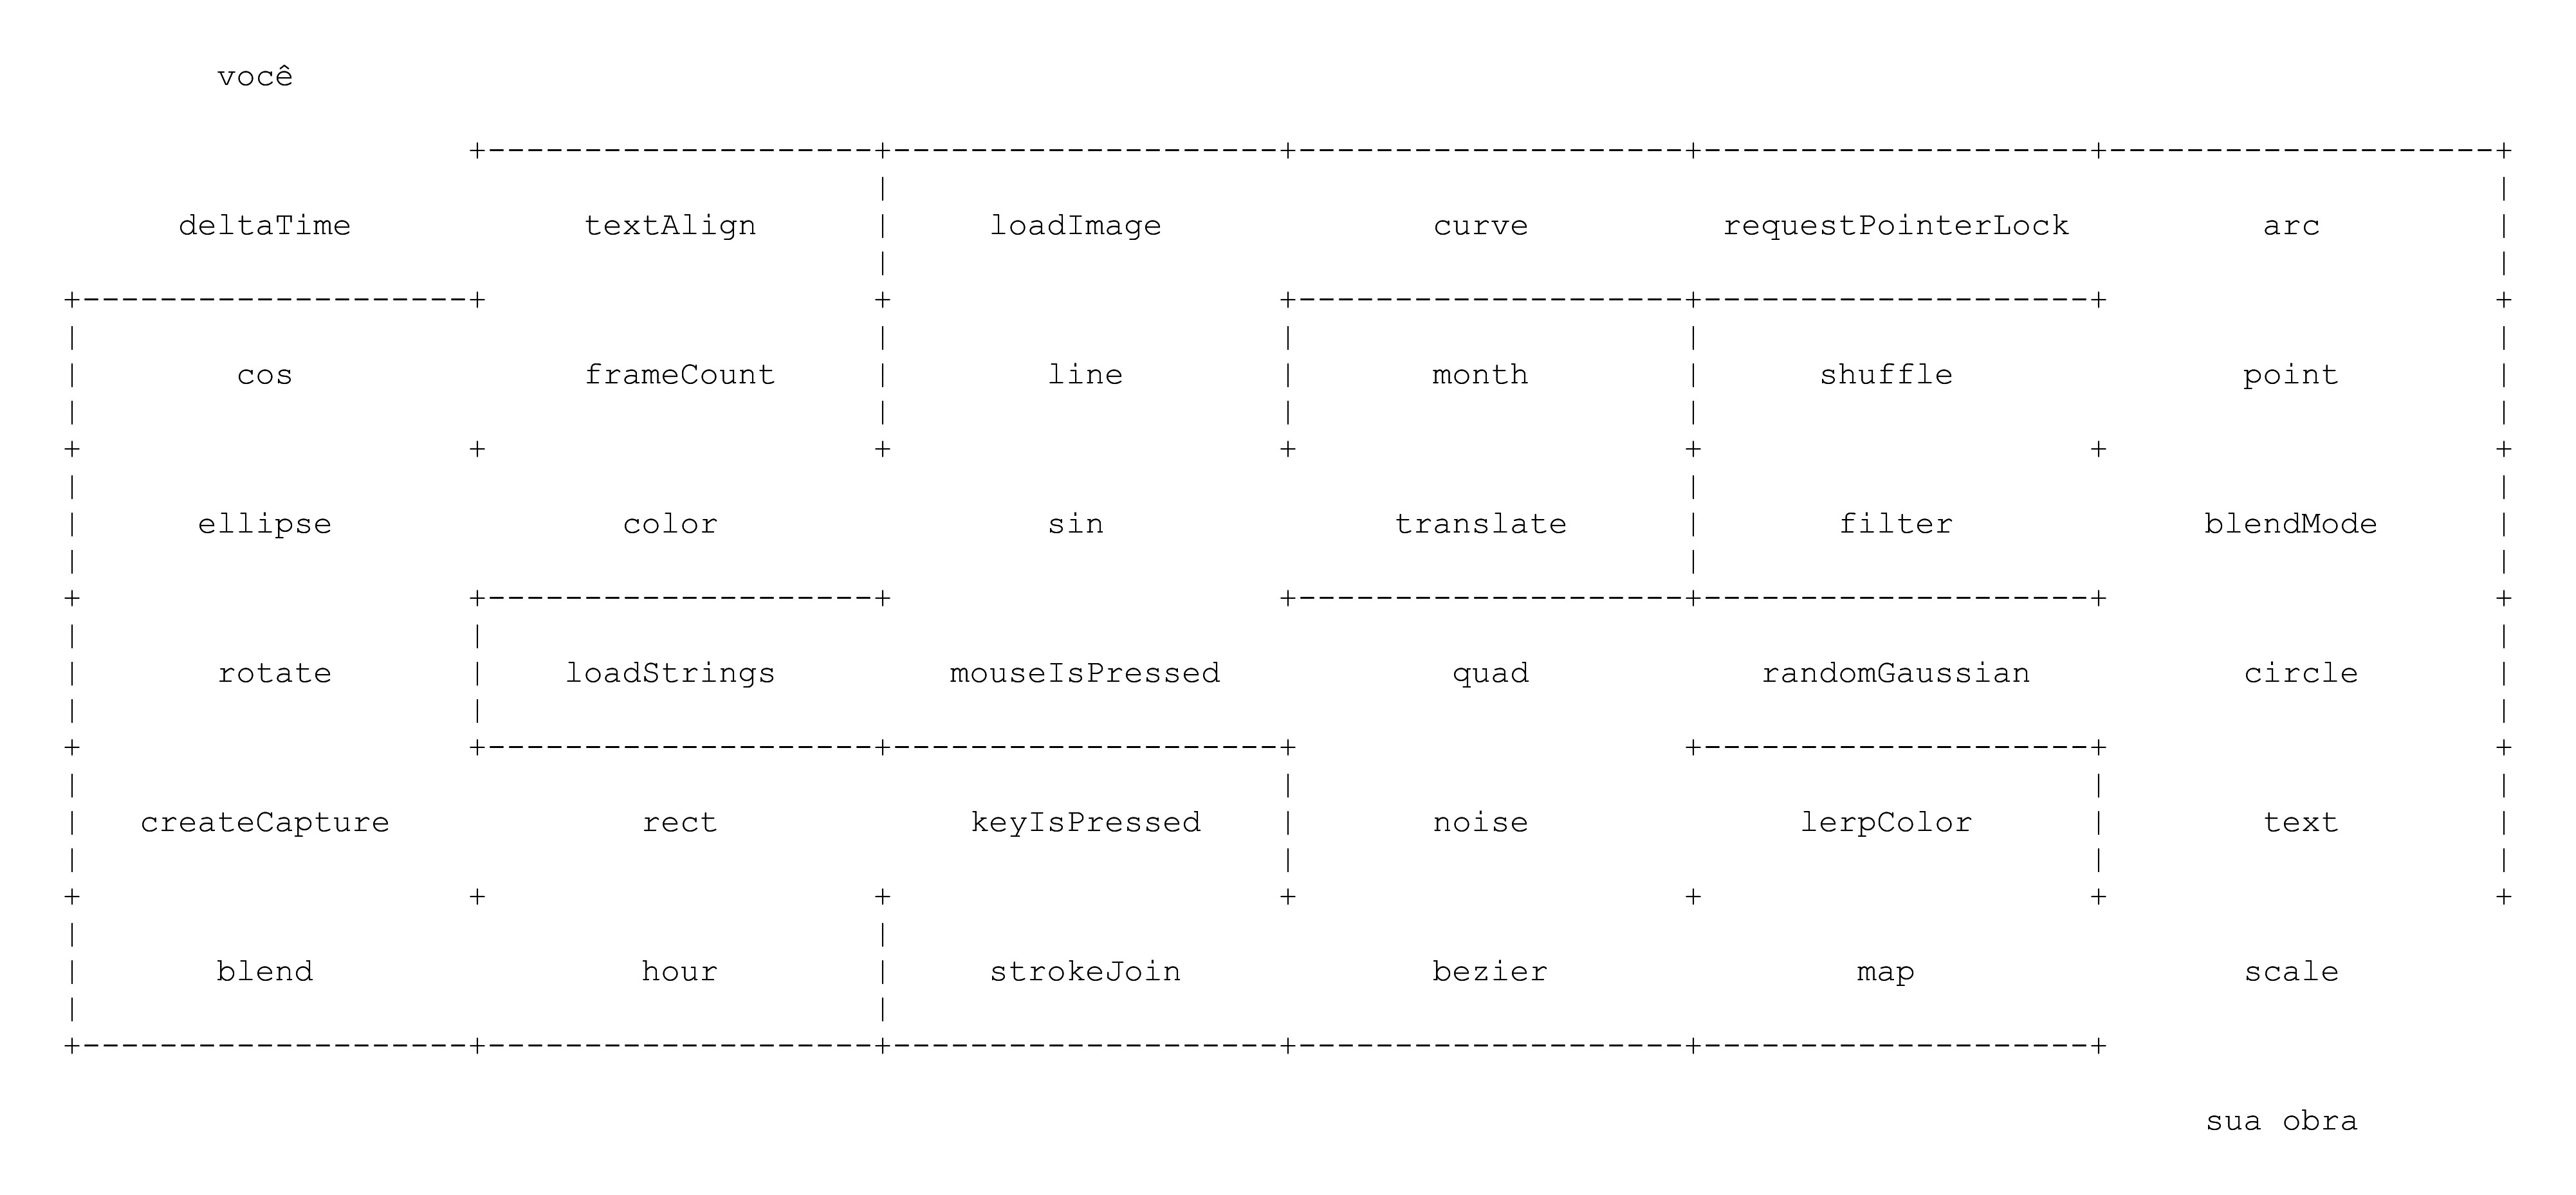 você
deltaTime textAlign loadImage curve requestPointerLock arc
cos frameCount line month shuffle point
ellipse color sin translate filter blendMode
rotate loadStrings mouseIsPressed quad randomGaussian circle
createCapture rect keyIsPressed noise lerpColor text
blend hour strokeJoin bezier map scale
sua obra